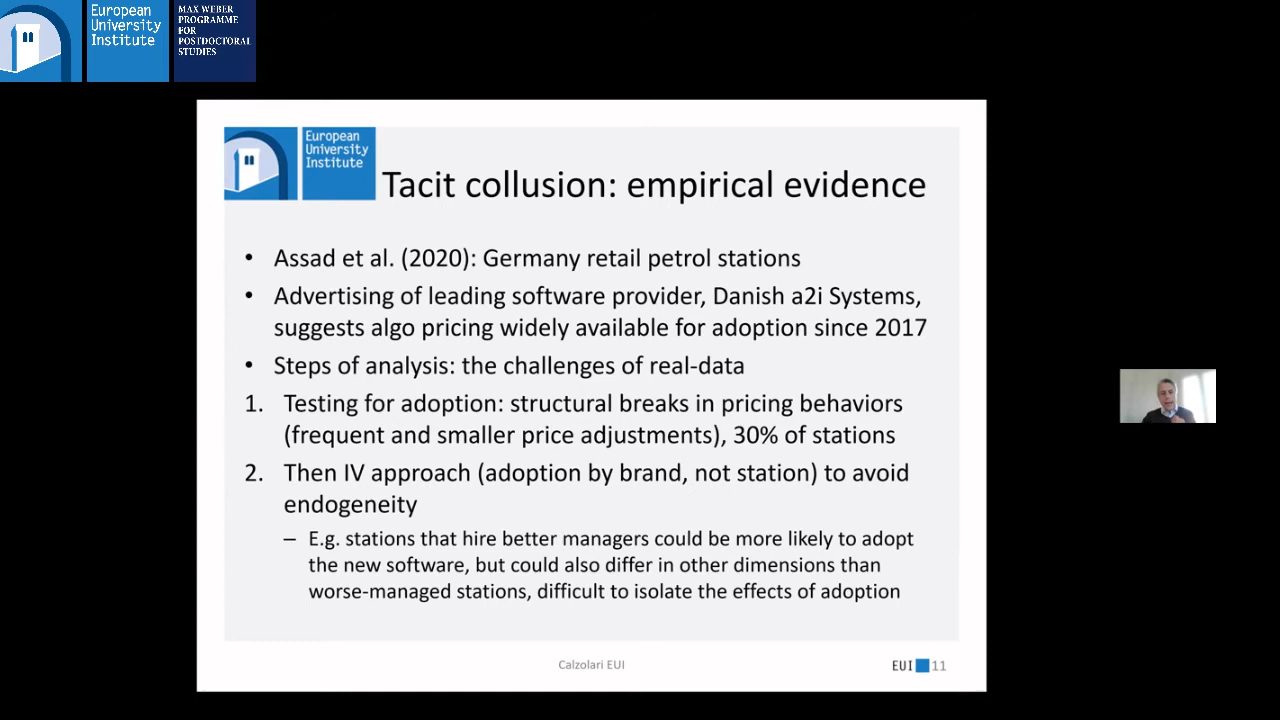 European
University
Institute
MAX WEBER
PROGRAMME
FOR
POSTDOCTORAL
STUDIES
European
University
Institute
Tacit collusion: empirical evidence
• Assad et al. (2020): Germany retail petrol stations
• Advertising of leading software provider, Danish a2i Systems,
suggests algo pricing widely available for adoption since 2017
• Steps of analysis: the challenges of real-data
1. Testing for adoption: structural breaks in pricing behaviors
(frequent and smaller price adjustments), 30% of stations
2. Then IV approach (adoption by brand, not station) to avoid
endogeneity
– E.g. stations that hire better managers could be more likely to adopt
the new software, but could also differ in other dimensions than
worse-managed stations, difficult to isolate the effects of adoption
Calzolari EUI
EUI 11